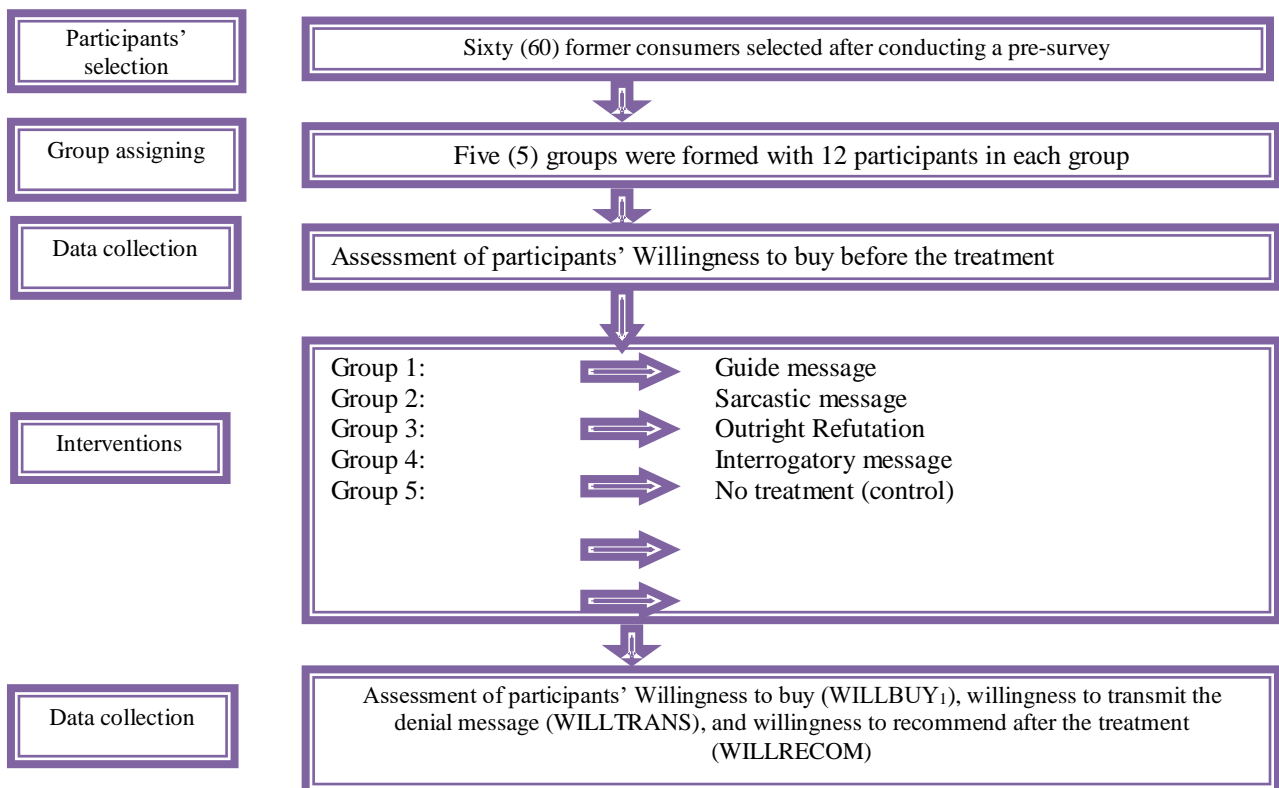 Participants’
selection
Sixty (60) former consumers selected after conducting a pre-survey
Group assigning
Five (5) groups were formed with 12 participants in each group
Data collection
Assessment of participants’ Willingness to buy before the treatment
Interventions
Group 1: Guide message
Group 2: Sarcastic message
Group 3: Outright Refutation
Group 4: Interrogatory message
Group 5: No treatment (control)
Data collection
Assessment of participants’ Willingness to buy (WILLBUY₁), willingness to transmit the
denial message (WILLTRANS), and willingness to recommend after the treatment
(WILLRECOM)